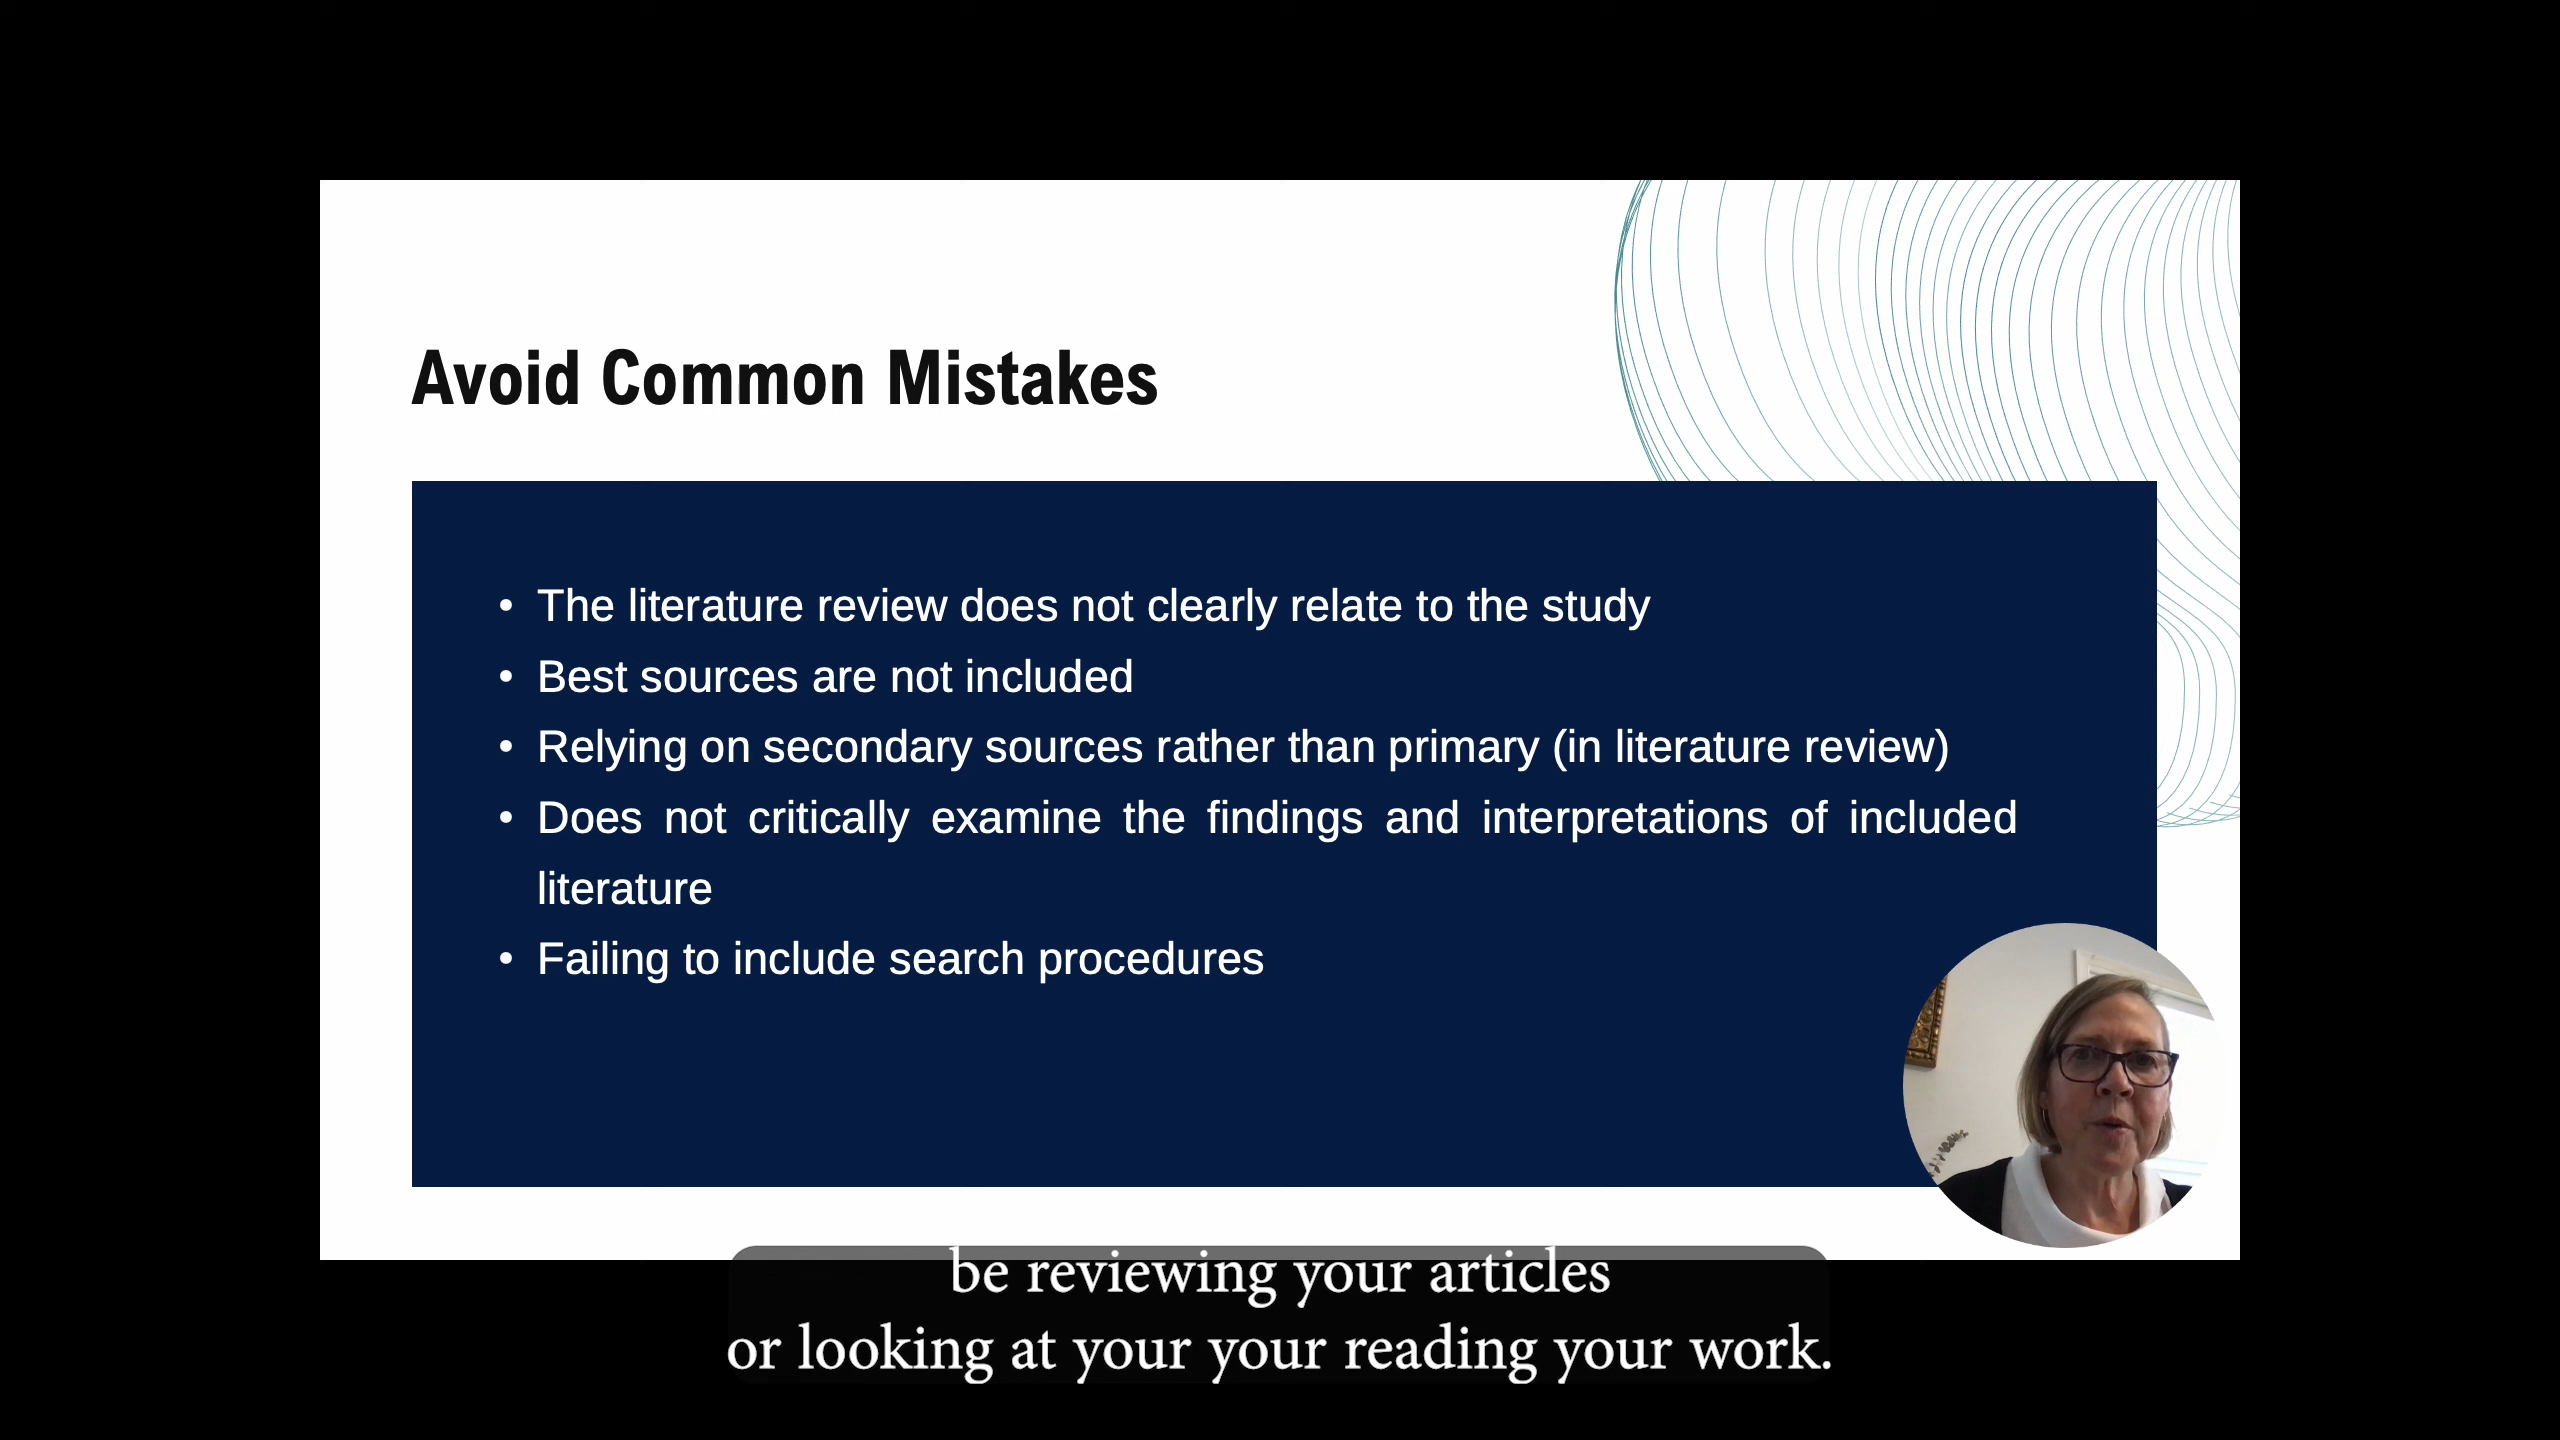 Avoid Common Mistakes
• The literature review does not clearly relate to the study
• Best sources are not included
• Relying on secondary sources rather than primary (in literature review)
• Does not critically examine the findings and interpretations of included
literature
• Failing to include search procedures
be reviewing your articles
or looking at your your reading your work.